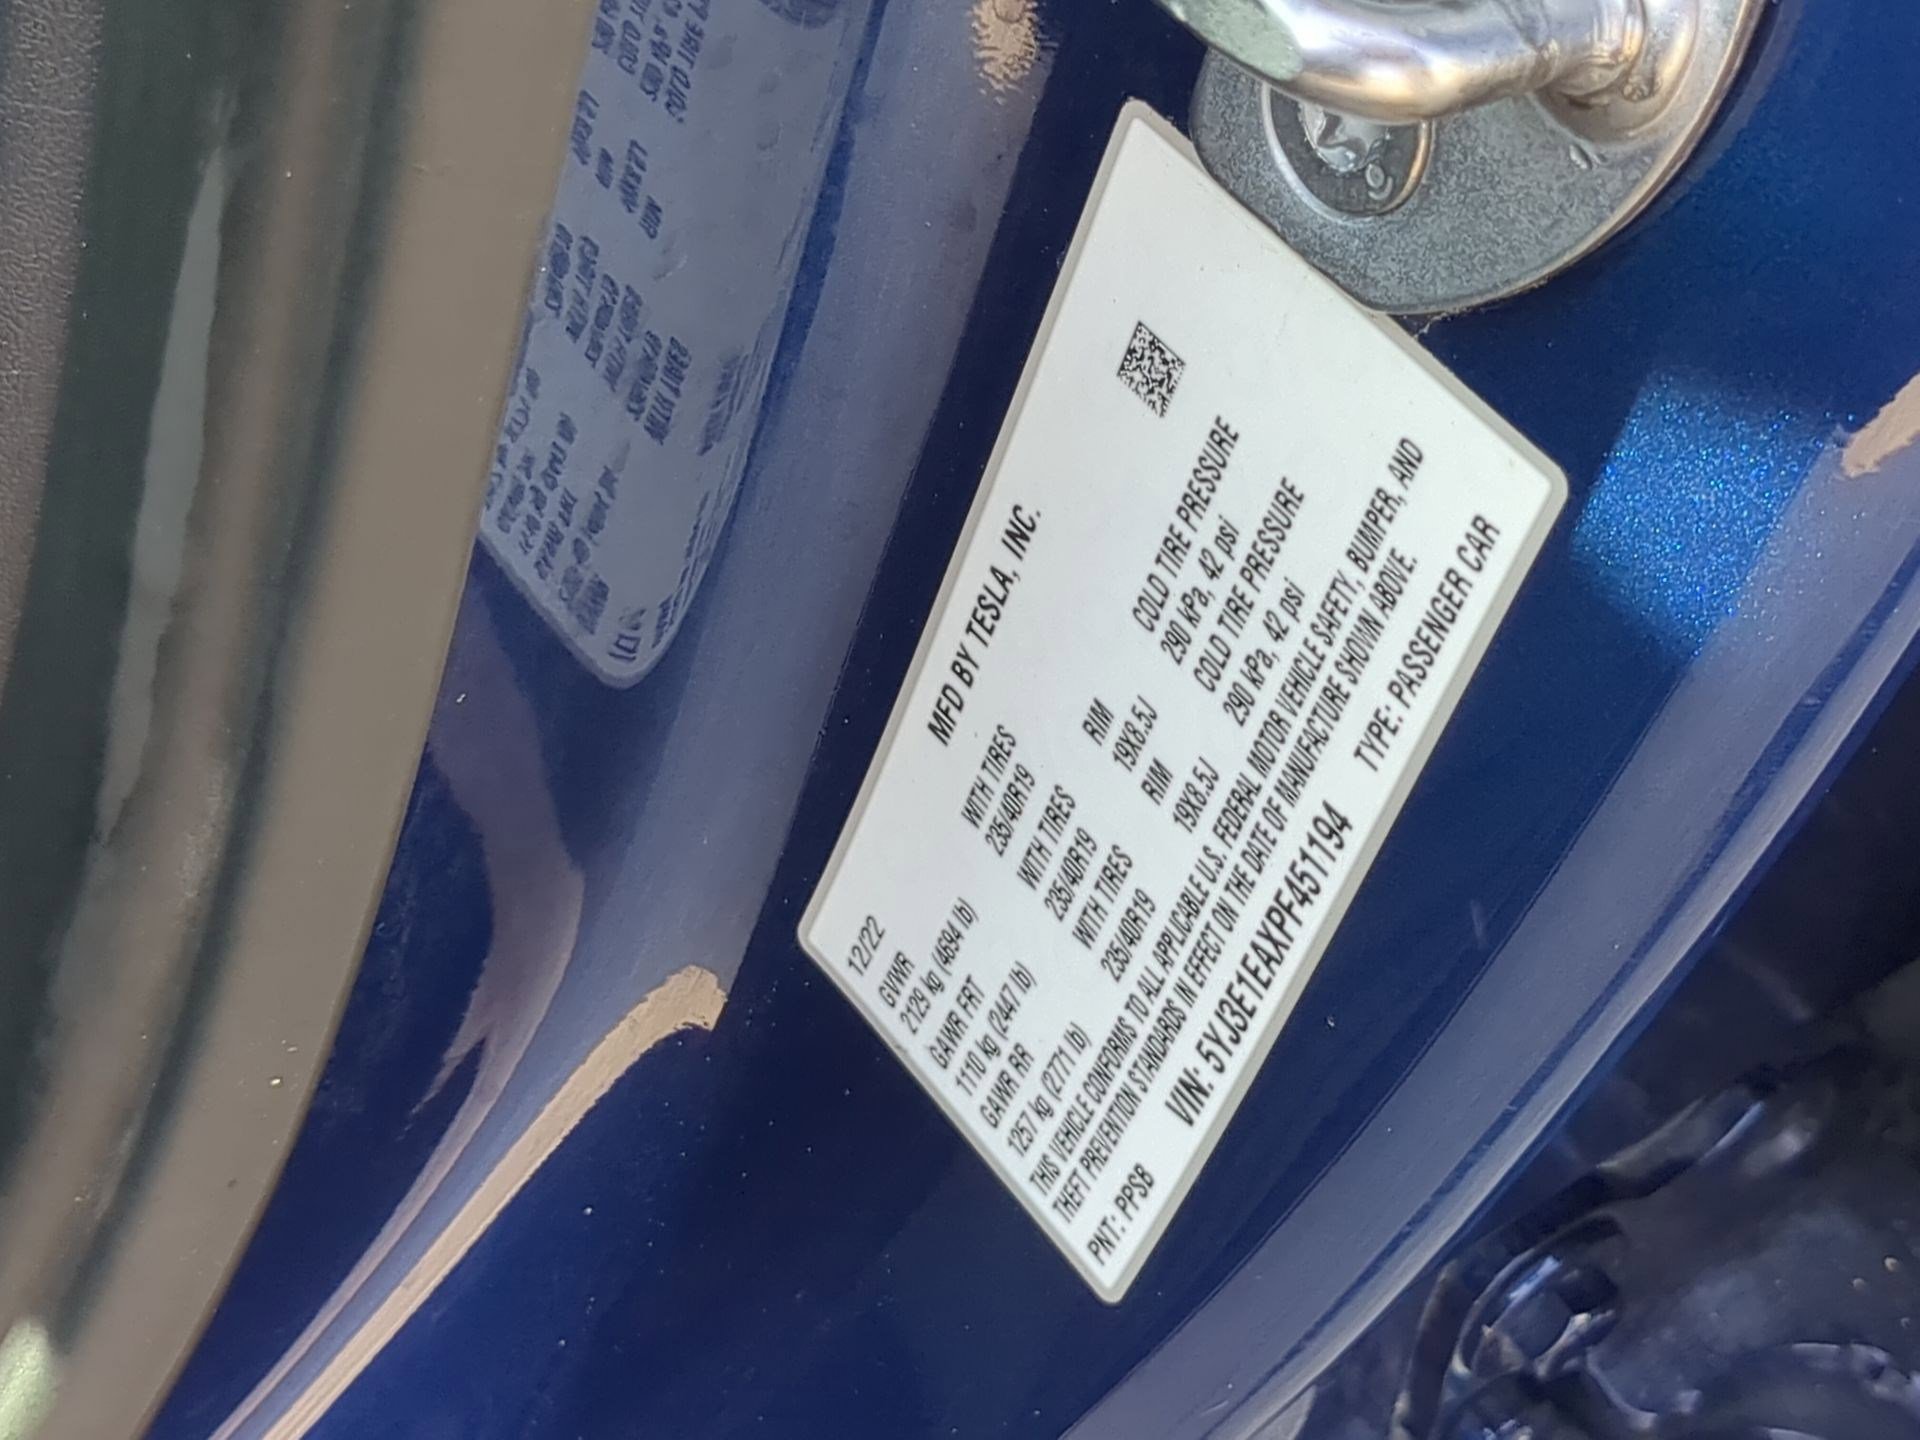 MFD BY TESLA, INC.
12/22
GVWR WITH TIRES
2129 kg (4694 lb) 235/40R19
GAWR FRT WITH TIRES RIM COLD TIRE PRESSURE
1110 kg (2447 lb) 235/40R19 19X8.5J 290 kPa, 42 psi
GAWR RR WITH TIRES RIM COLD TIRE PRESSURE
1257 kg (2771 lb) 235/40R19 19X8.5J 290 kPa, 42 psi
THIS VEHICLE CONFORMS TO ALL APPLICABLE U.S. FEDERAL MOTOR VEHICLE SAFETY, BUMPER, AND
THEFT PREVENTION STANDARDS IN EFFECT ON THE DATE OF MANUFACTURE SHOWN ABOVE.
PNT: PPSB VIN: 5YJ3E1EAXPF451194 TYPE: PASSENGER CAR